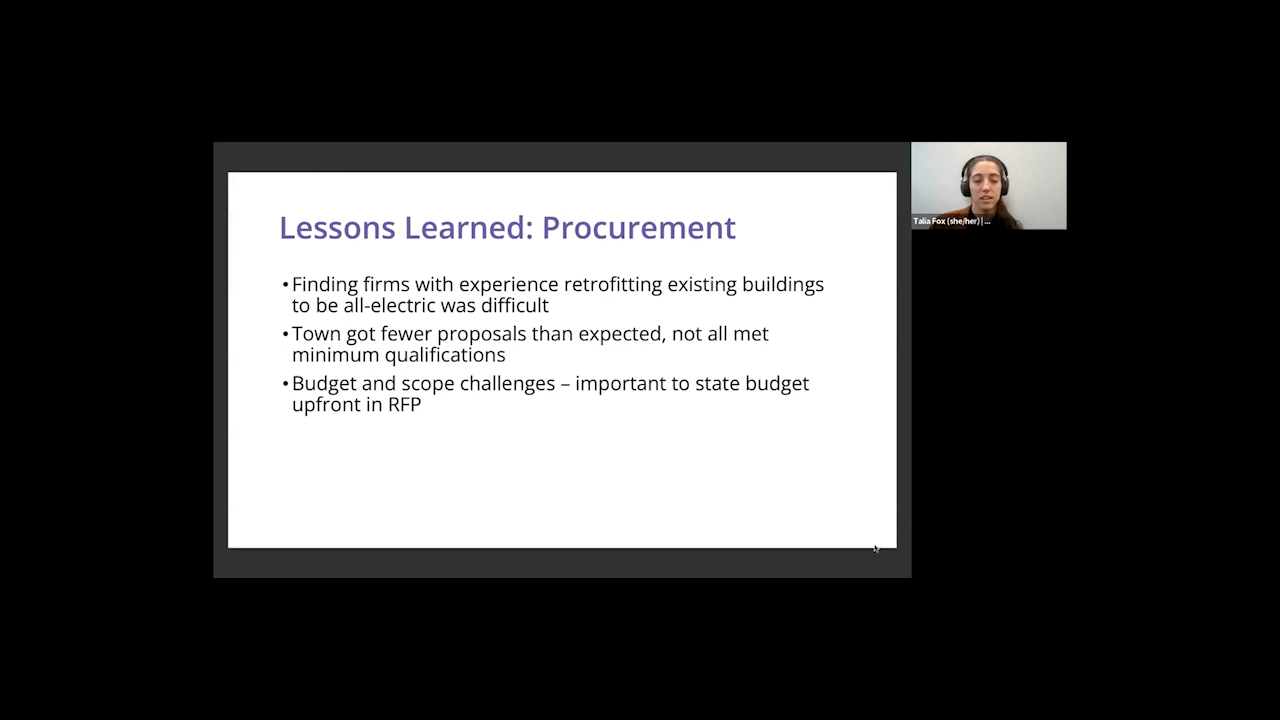 Lessons Learned: Procurement
•Finding firms with experience retrofitting existing buildings
to be all-electric was difficult
•Town got fewer proposals than expected, not all met
minimum qualifications
•Budget and scope challenges – important to state budget
upfront in RFP
Talia Fox (she/her) | ...